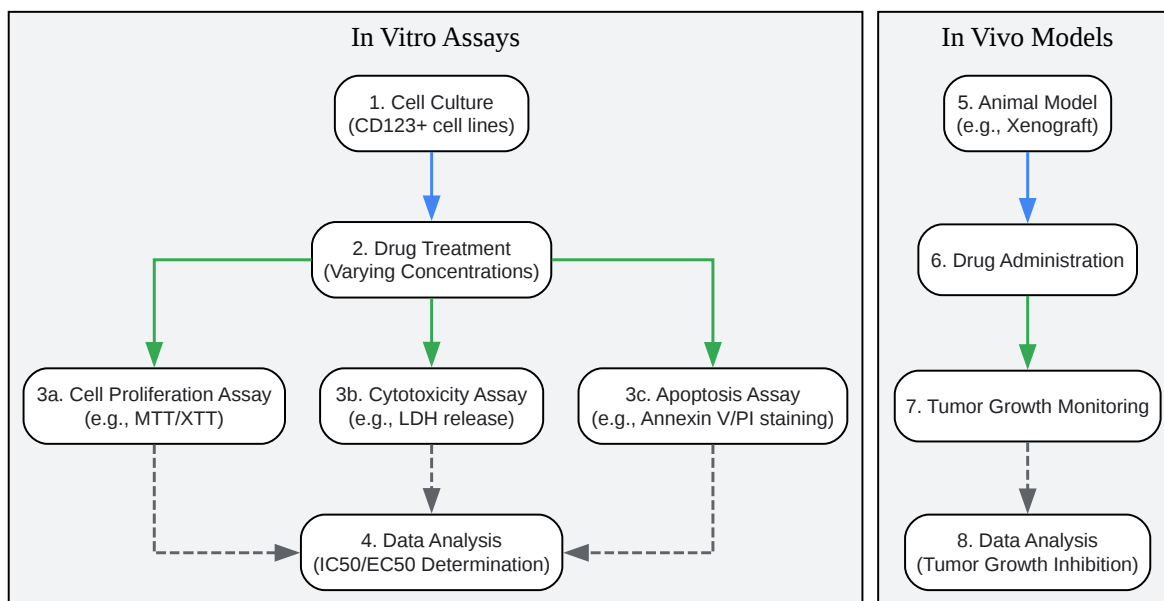 In Vitro Assays
1. Cell Culture
(CD123+ cell lines)
2. Drug Treatment
(Varying Concentrations)
3a. Cell Proliferation Assay
(e.g., MTT/XTT)
3b. Cytotoxicity Assay
(e.g., LDH release)
3c. Apoptosis Assay
(e.g., Annexin V/PI staining)
4. Data Analysis
(IC50/EC50 Determination)
In Vivo Models
5. Animal Model
(e.g., Xenograft)
6. Drug Administration
7. Tumor Growth Monitoring
8. Data Analysis
(Tumor Growth Inhibition)